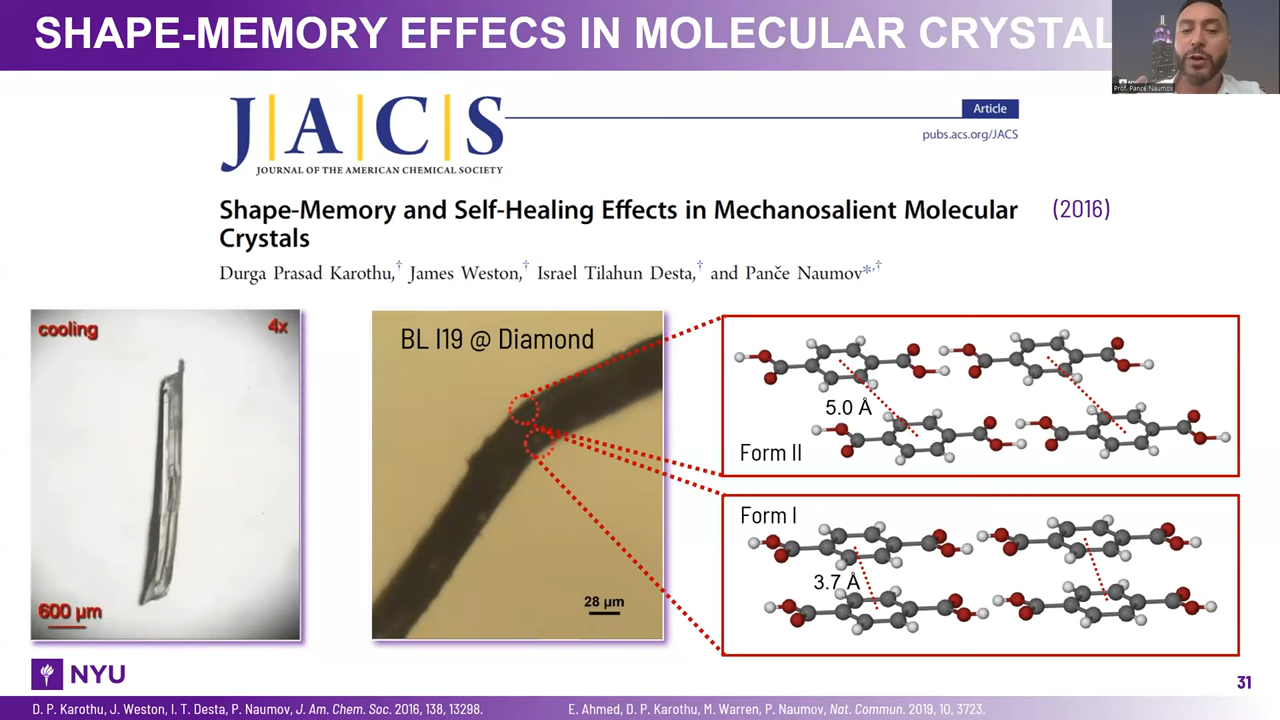 SHAPE-MEMORY EFFECS IN MOLECULAR CRYSTAL
Prof. Pance Naumov
J|A|C|S
JOURNAL OF THE AMERICAN CHEMICAL SOCIETY
Article
pubs.acs.org/JACS
Shape-Memory and Self-Healing Effects in Mechanosalient Molecular
Crystals
(2016)
Durga Prasad Karothu,† James Weston,† Israel Tilahun Desta,† and Panče Naumov*,†
cooling
4x
600 µm
BL I19 @ Diamond
28 µm
5.0 Å
Form II
Form I
3.7 Å
NYU
31
D. P. Karothu, J. Weston, I. T. Desta, P. Naumov, J. Am. Chem. Soc. 2016, 138, 13298.
E. Ahmed, D. P. Karothu, M. Warren, P. Naumov, Nat. Commun. 2019, 10, 3723.